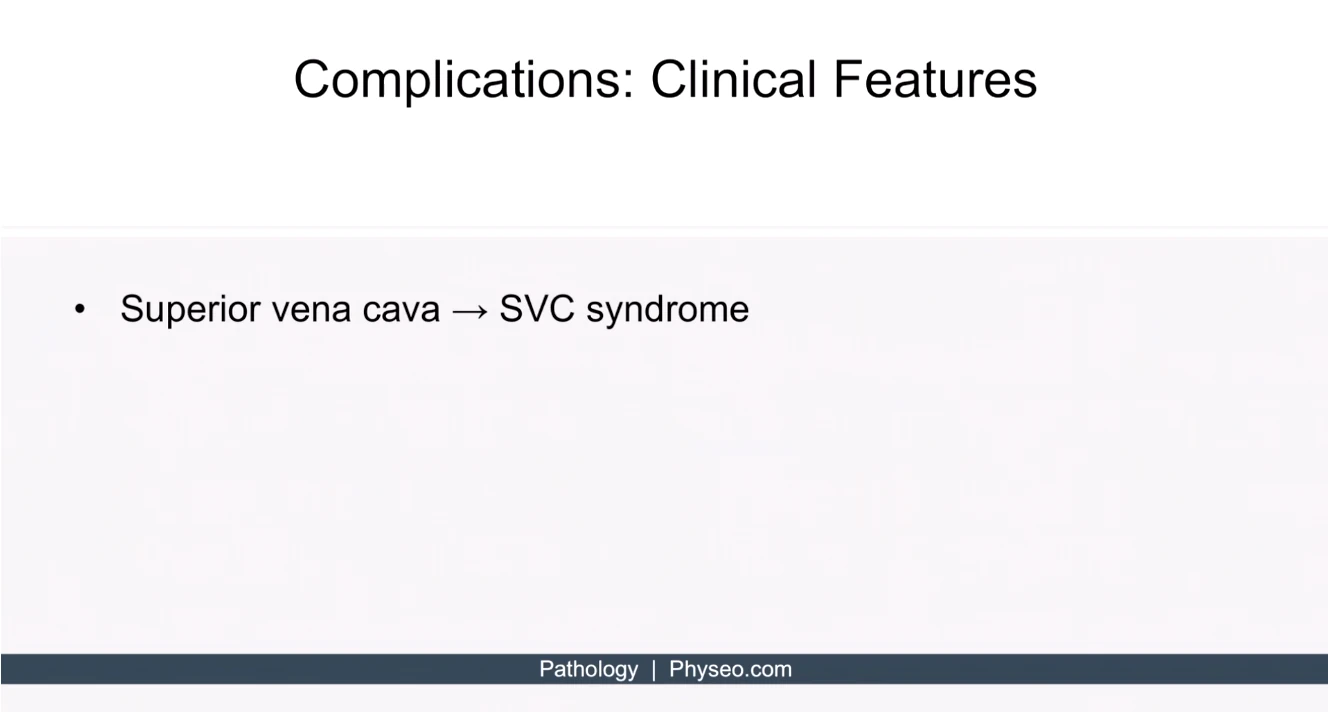 Complications: Clinical Features
• Superior vena cava → SVC syndrome
Pathology | Physeo.com